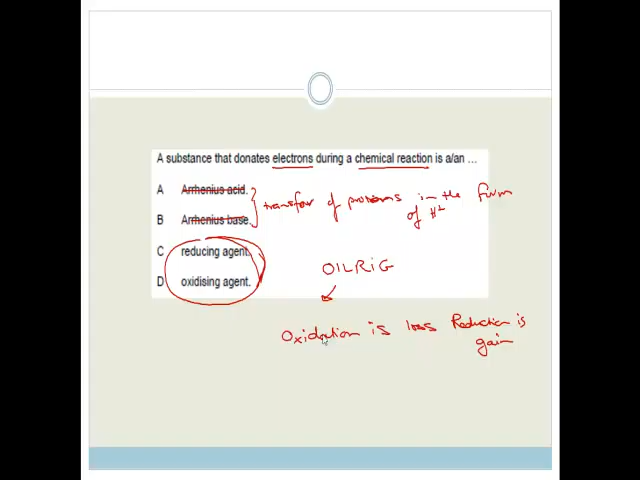 A substance that donates electrons during a chemical reaction is a/an ...
A Arrhenius acid.
B Arrhenius base.
transfer of protons in the form
of H+
C reducing agent.
D oxidising agent.
OILRiG
Oxidation is loss Reduction is
gain